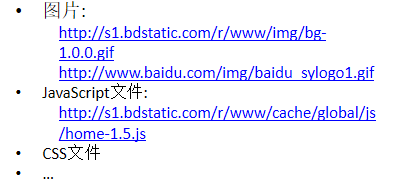 • 图片:
http://s1.bdstatic.com/r/www/img/bg-
1.0.0.gif
http://www.baidu.com/img/baidu_sylogo1.gif
• JavaScript文件:
http://s1.bdstatic.com/r/www/cache/global/js
/home-1.5.js
• CSS文件
• ...